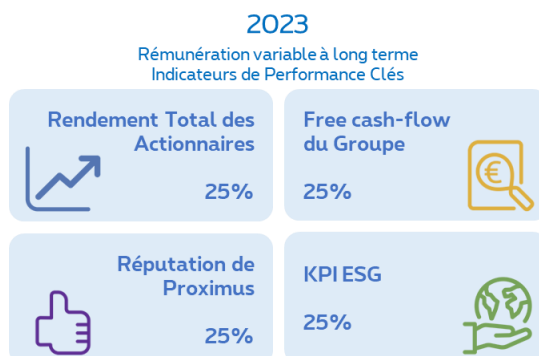 2023
Rémunération variable à long terme
Indicateurs de Performance Clés
Rendement Total des
Actionnaires
25%
Free cash-flow
du Groupe
€
25%
Réputation de
Proximus
25%
KPI ESG
25%